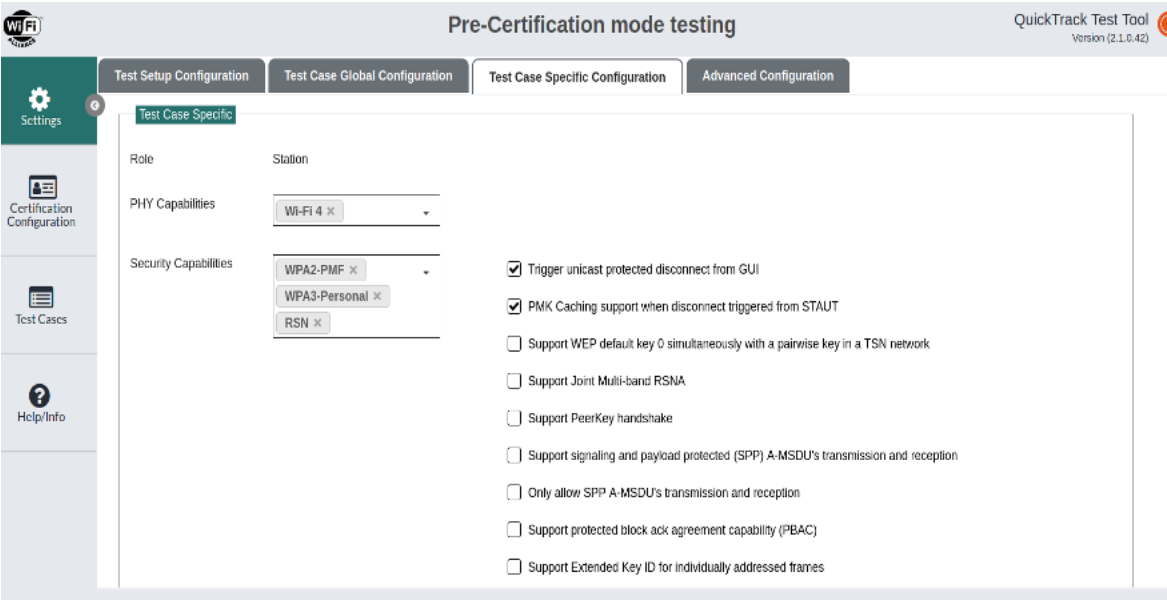 Wi Fi
ALLIANCE
Pre-Certification mode testing
QuickTrack Test Tool
Version (2.1.0.42)
Test Setup Configuration
Test Case Global Configuration
Test Case Specific Configuration
Advanced Configuration
Settings
Certification
Configuration
Test Cases
Help/Info
Test Case Specific
Role
Station
PHY Capabilities
Wi-Fi 4 ×
Security Capabilities
WPA2-PMF ×
WPA3-Personal ×
RSN ×
Trigger unicast protected disconnect from GUI
PMK Caching support when disconnect triggered from STAUT
Support WEP default key 0 simultaneously with a pairwise key in a TSN network
Support Joint Multi-band RSNA
Support PeerKey handshake
Support signaling and payload protected (SPP) A-MSDU's transmission and reception
Only allow SPP A-MSDU's transmission and reception
Support protected block ack agreement capability (PBAC)
Support Extended Key ID for individually addressed frames